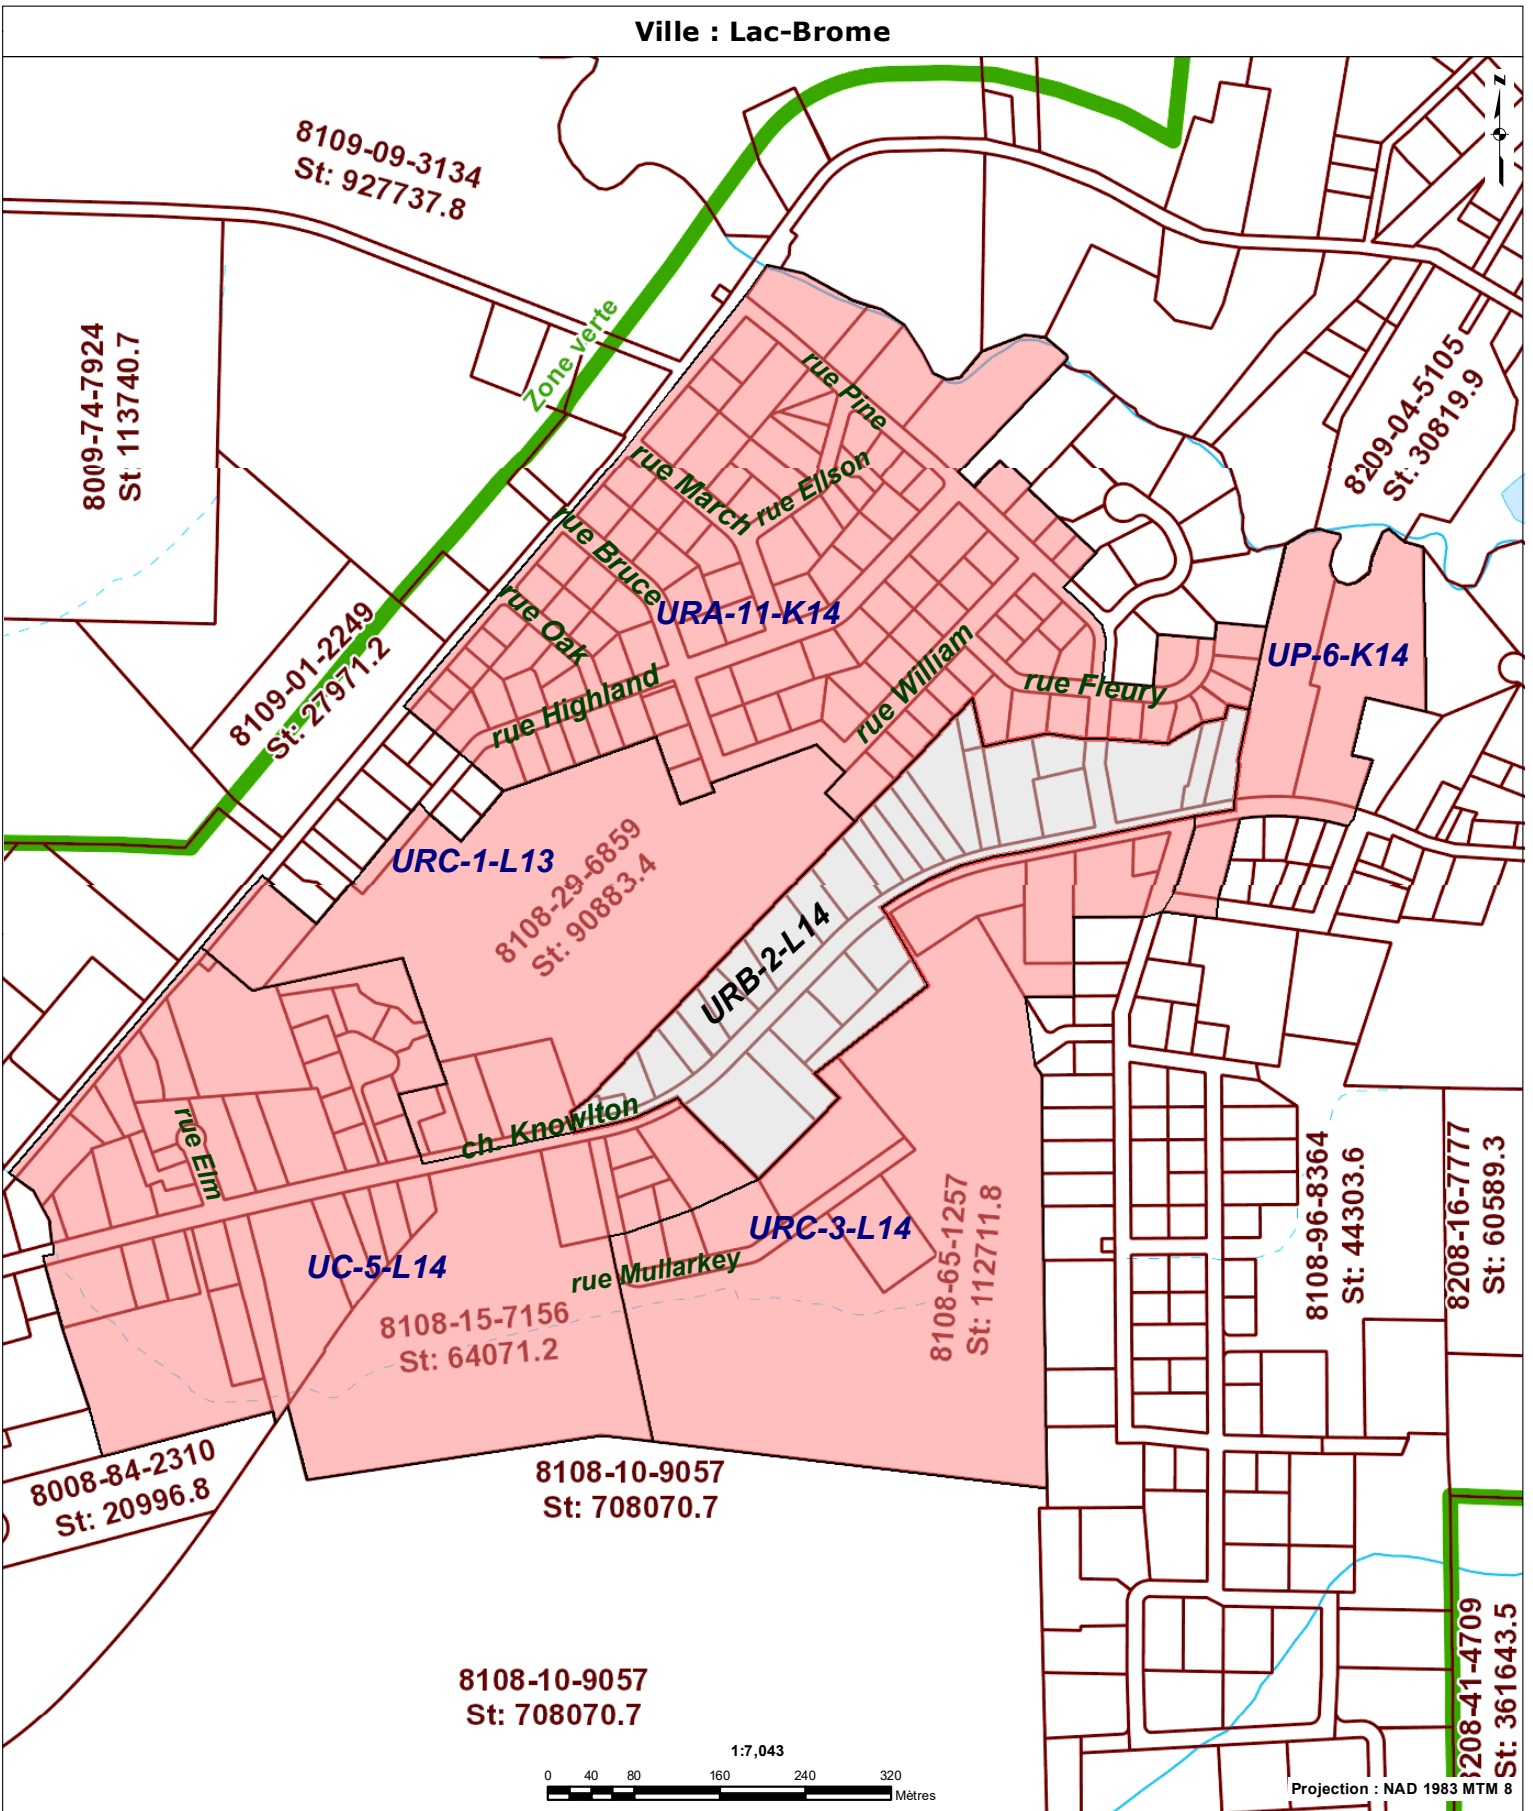 Ville : Lac-Brome
N
8109-09-3134
St: 927737.8
8009-74-7924
St: 113740.7
Zone verte
rue Pine
8209-04-5105
St: 30819.9
rue March
rue Ellson
rue Bruce
rue Oak
URA-11-K14
8109-01-2249
St: 27971.2
rue Highland
rue William
rue Fleury
UP-6-K14
URC-1-L13
8108-29-6859
St: 90883.4
URB-2-L14
ch. Knowlton
rue Elm
URC-3-L14
UC-5-L14
rue Mullarkey
8108-15-7156
St: 64071.2
8108-65-1257
St: 112711.8
8108-96-8364
St: 44303.6
8208-16-7777
St: 60589.3
8008-84-2310
St: 20996.8
8108-10-9057
St: 708070.7
8108-10-9057
St: 708070.7
8208-41-4709
St: 361643.5
1:7,043
0 40 80 160 240 320
Mètres
Projection : NAD 1983 MTM 8